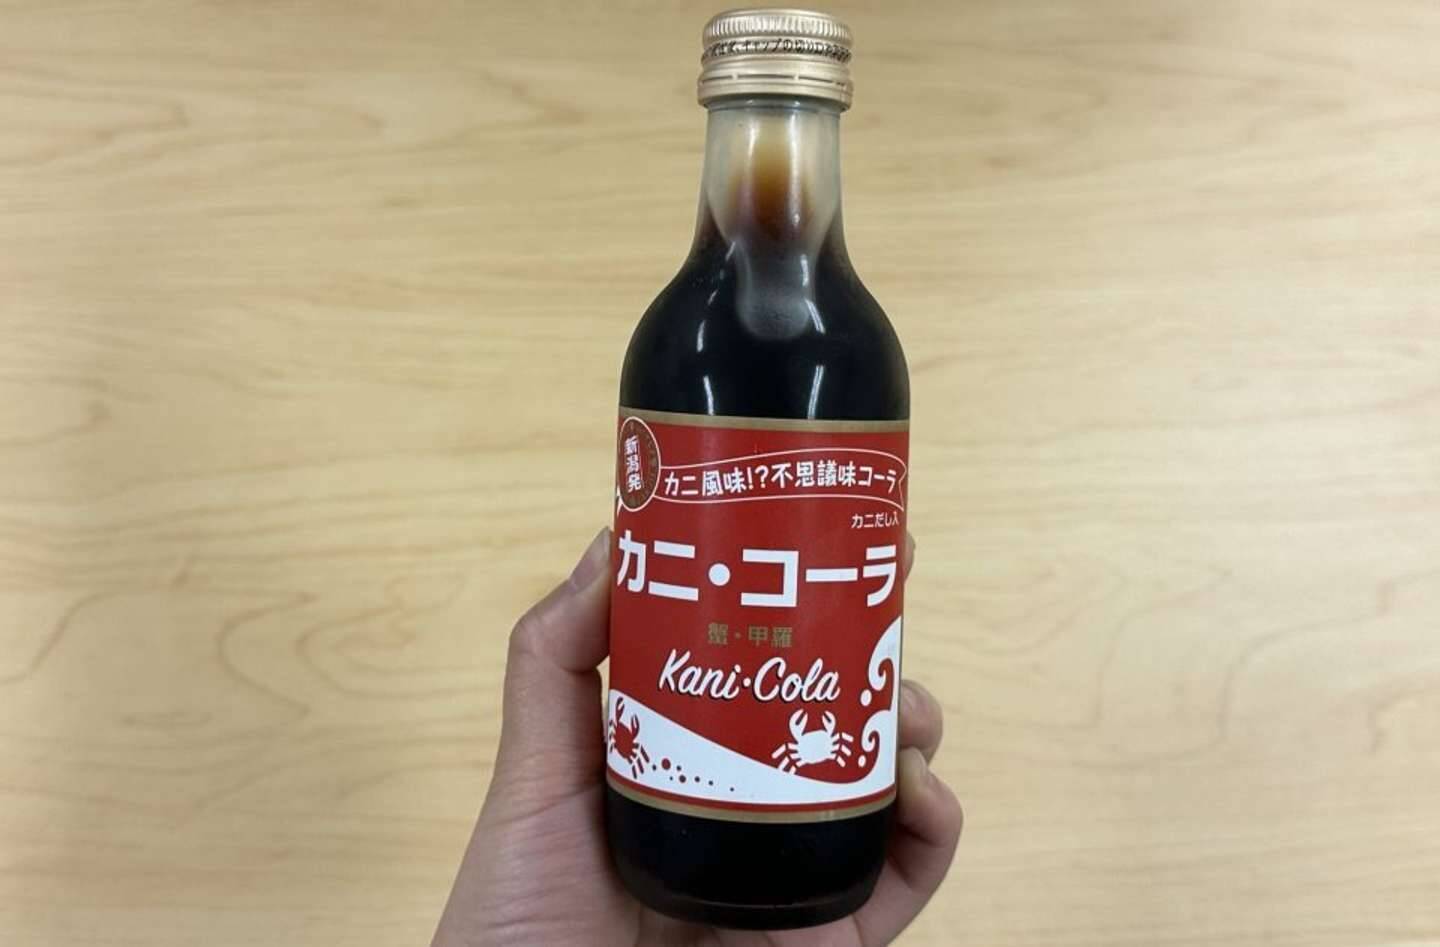 新潟発
カニ風味!?不思議味コーラ
カニだし入
カニ・コーラ
蟹・甲羅
Kani・Cola